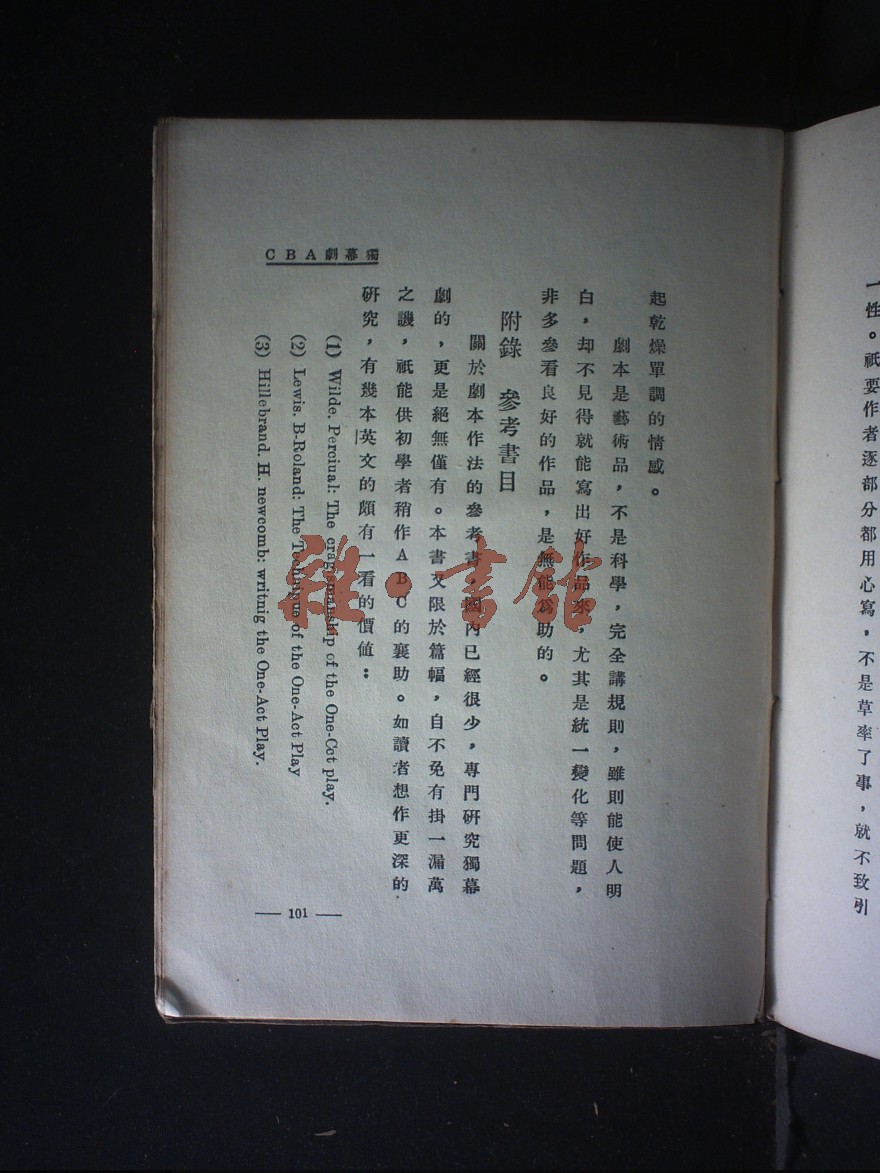 一性。祇要作者逐部分都用心寫，不是草率了事，就不致引
獨幕劇ABC
起乾燥單調的情感。
劇本是藝術品，不是科學，完全講規則，雖則能使人明
白，却不見得就能寫出好作品來，尤其是統一變化等問題，
非多參看良好的作品，是無能爲助的。
附錄　參考書目
關於劇本作法的參考書，國內已經很少，專門研究獨幕
劇的，更是絕無僅有。本書又限於篇幅，自不免有掛一漏萬
之譏，祇能供初學者稍作ABC的襄助。如讀者想作更深的
研究，有幾本英文的頗有一看的價值：
(1) Wilde. Perciual: The cragismanship of the One-Cct play.
(2) Lewis. B-Roland: The Technique of the One-Act Play
(3) Hillebrand. H. newcomb: writnig the One-Act Play.
— 101 —
雜·書館